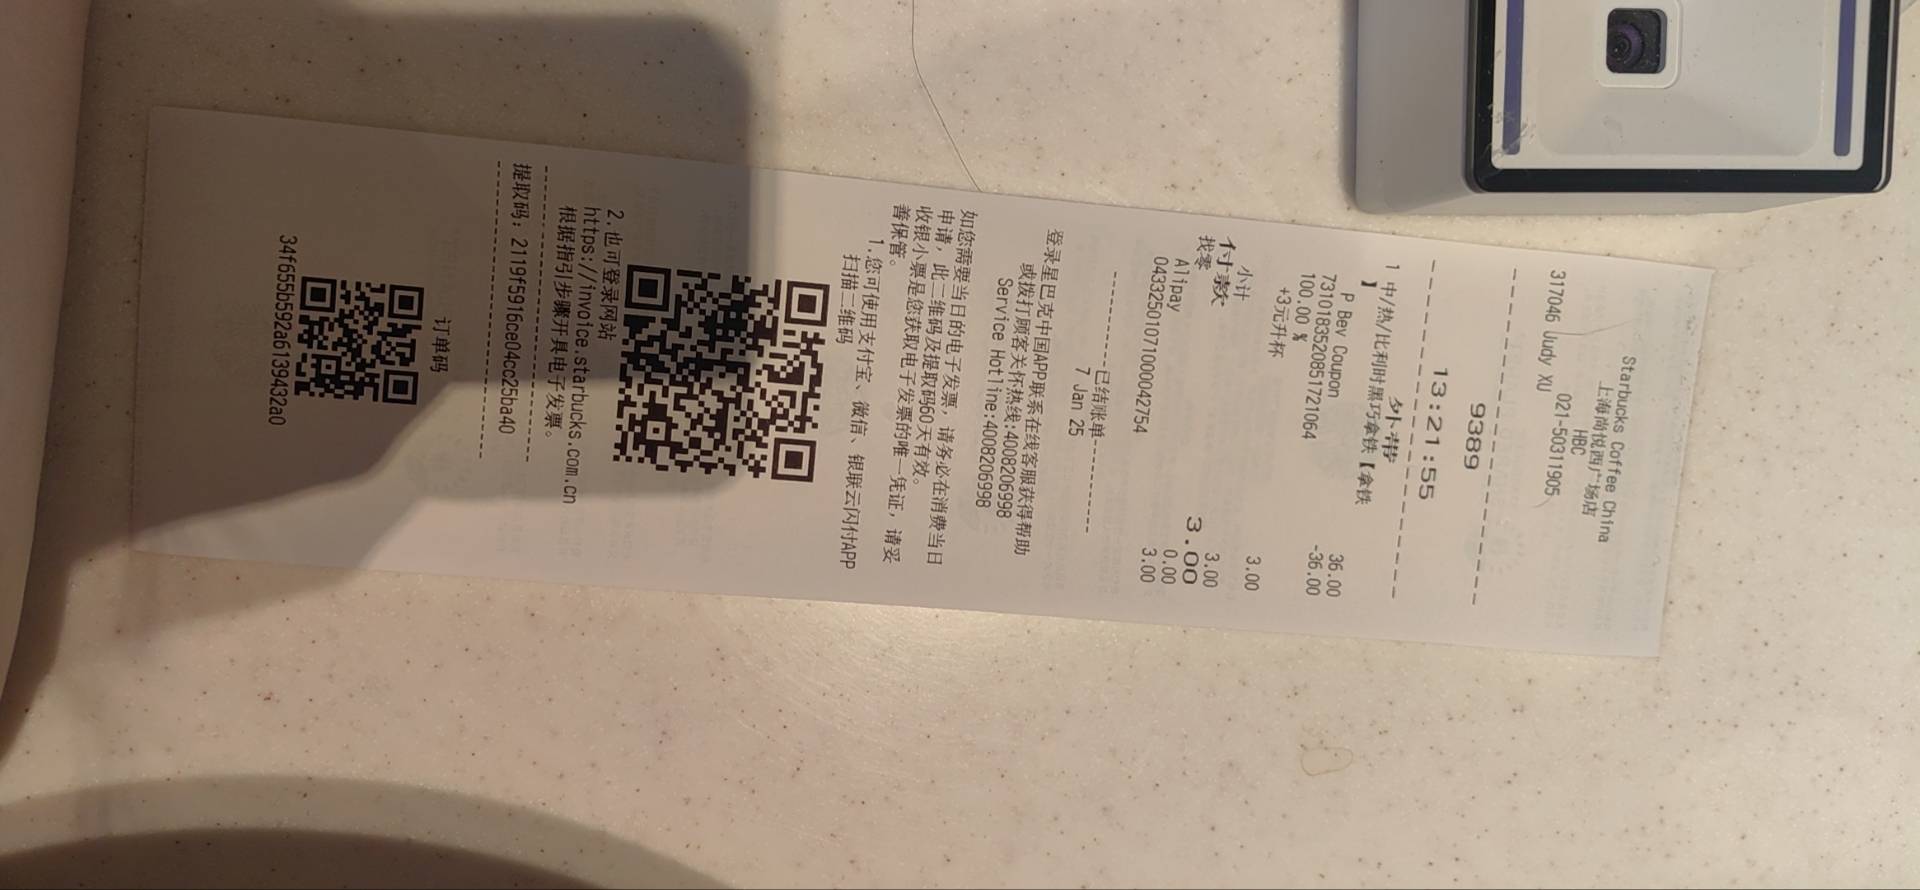 Starbucks Coffee China
上海尚悦西广场店
HBC
021-50311905
317046 Judy XU
9389
13:21:55
外带
1 中/热/比利时黑巧拿铁【拿铁
】 36.00
P Bev Coupon -36.00
7310183520851721064
100.00 %
+3元升杯 3.00
小计 3.00
付款 3.00
找零 0.00
Alipay 3.00
0433250107100042754
------------已结账单------------
7 Jan 25
登录星巴克中国APP联系在线客服获得帮助
或拨打顾客关怀热线:4008206998
Service Hotline:4008206998
如您需要当日的电子发票，请务必在消费当日
申请，此二维码及提取码60天有效。
收银小票是您获取电子发票的唯一凭证，请妥
善保管。
1.您可使用支付宝、微信、银联云闪付APP
扫描二维码
2.也可登录网站
https://invoice.starbucks.com.cn
根据指引步骤开具电子发票。
提取码：2119f5916ce04cc25ba40
订单码
34f655b592a6139432a0